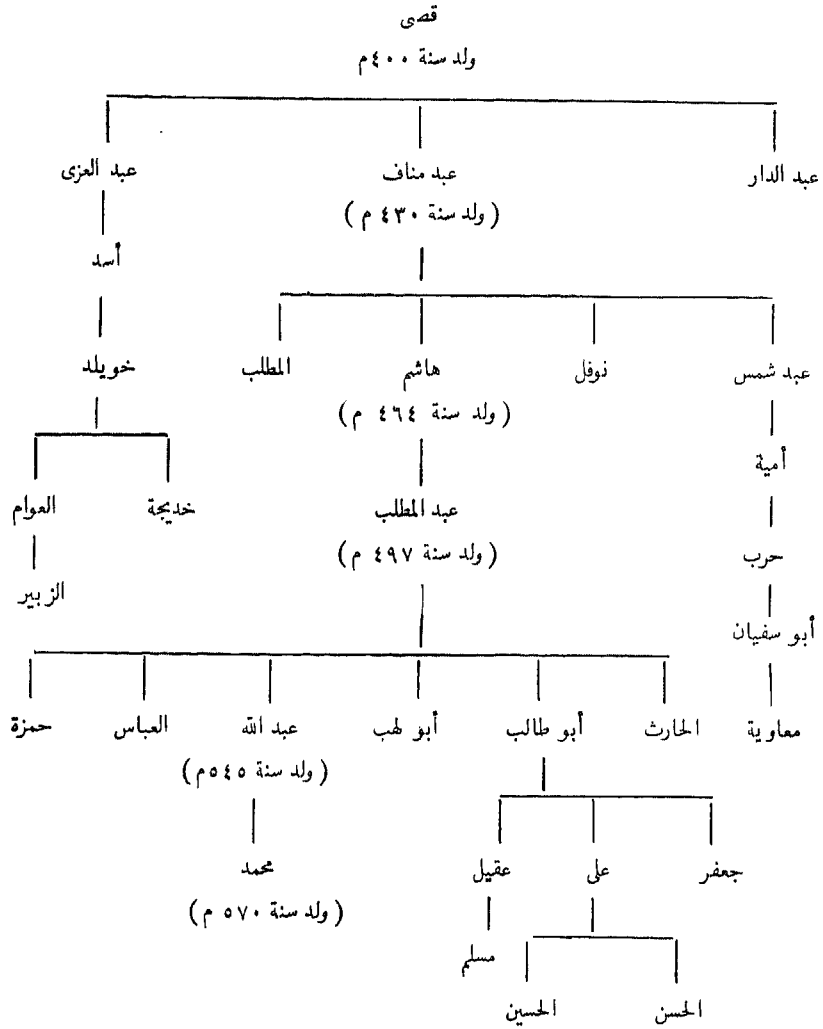 قصى
ولد سنة ٤٠٠م
عبد الدار
عبد مناف
عبد العزى
(ولد سنة ٤٣٠ م)
أسد
عبد شمس
نوفل
هاشم
المطلب
خويلد
(ولد سنة ٤٦٤ م)
أمية
عبد المطلب
خديجة
العوام
(ولد سنة ٤٩٧ م)
حرب
الزبير
أبو سفيان
معاوية
الحارث
أبو طالب
أبو لهب
عبد الله
العباس
حمزة
(ولد سنة ٥٤٥م)
جعفر
على
عقيل
محمد
(ولد سنة ٥٧٠ م)
مسلم
الحسن
الحسين